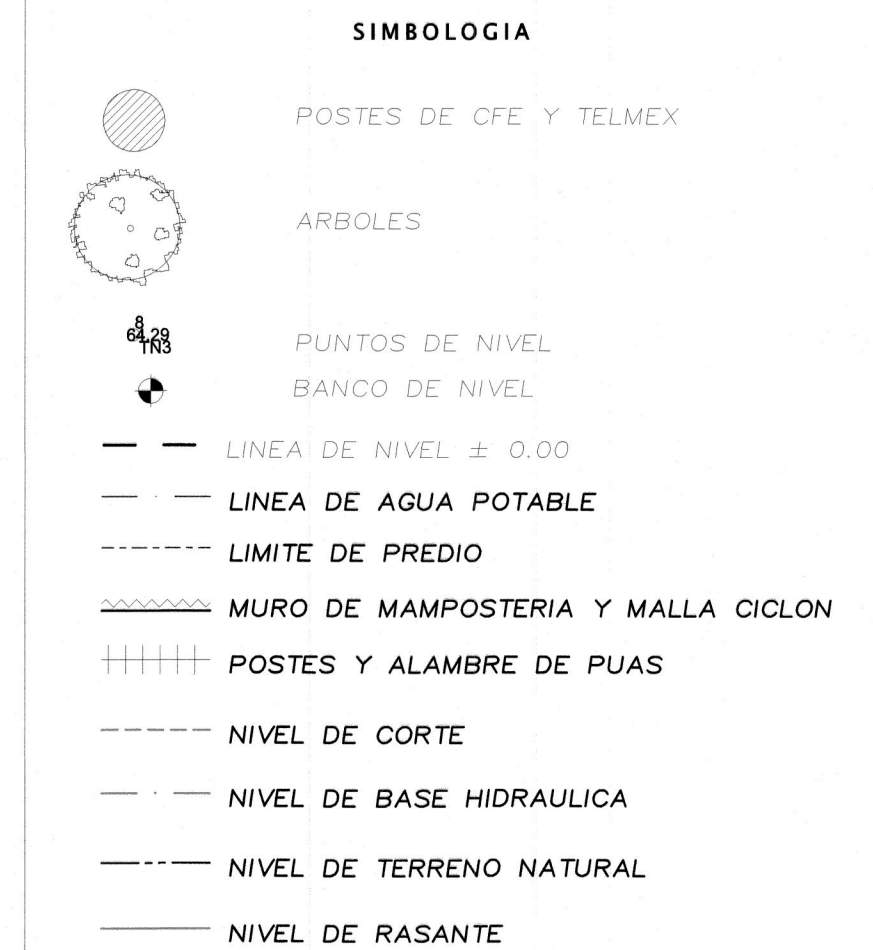 SIMBOLOGIA
POSTES DE CFE Y TELMEX
ARBOLES
8
64.29
TN3
PUNTOS DE NIVEL
BANCO DE NIVEL
LINEA DE NIVEL ± 0.00
LINEA DE AGUA POTABLE
LIMITE DE PREDIO
MURO DE MAMPOSTERIA Y MALLA CICLON
POSTES Y ALAMBRE DE PUAS
NIVEL DE CORTE
NIVEL DE BASE HIDRAULICA
NIVEL DE TERRENO NATURAL
NIVEL DE RASANTE